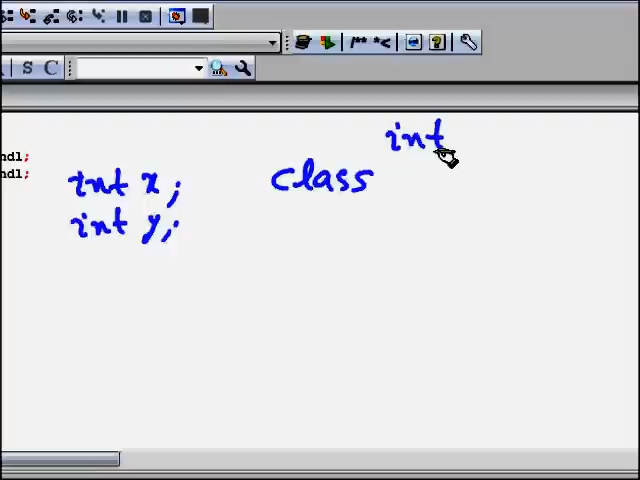 S C
/** *<
ndl;
ndl;
int
int x;
class
int y;